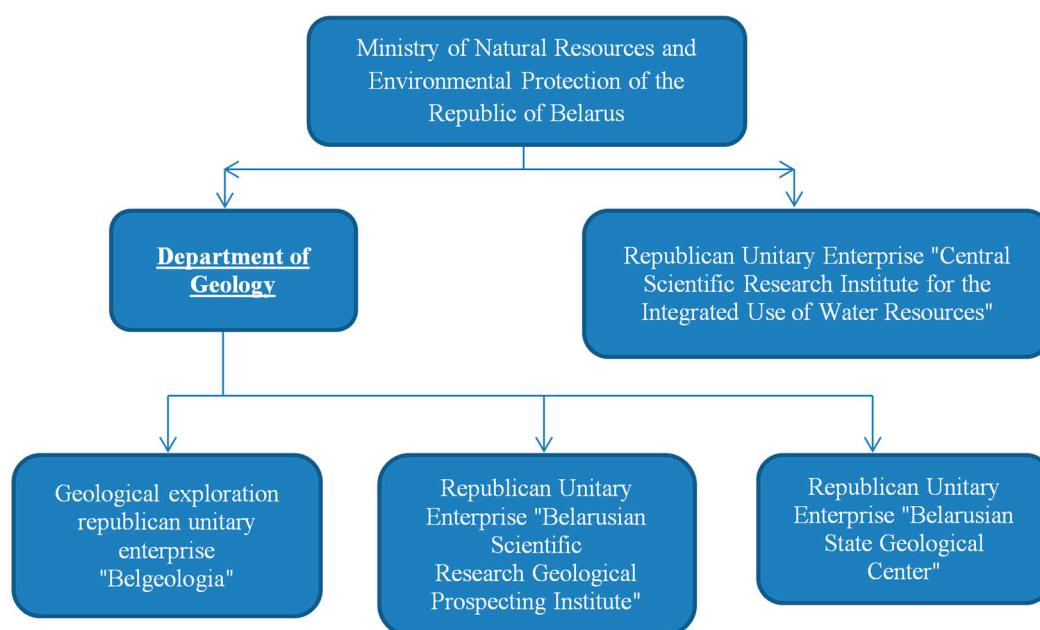 Ministry of Natural Resources and
Environmental Protection of the
Republic of Belarus
Department of
Geology
Republican Unitary Enterprise "Central
Scientific Research Institute for the
Integrated Use of Water Resources"
Geological exploration
republican unitary
enterprise
"Belgeologia"
Republican Unitary
Enterprise "Belarusian
Scientific
Research Geological
Prospecting Institute"
Republican Unitary
Enterprise "Belarusian
State Geological
Center"